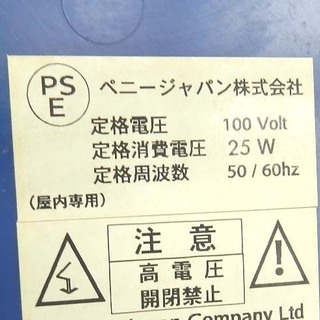 PS
E
ペニージャパン株式会社
定格電圧 100 Volt
定格消費電圧 25 W
定格周波数 50 / 60hz
(屋内専用)
注 意
高 電 圧
開閉禁止
Company Ltd